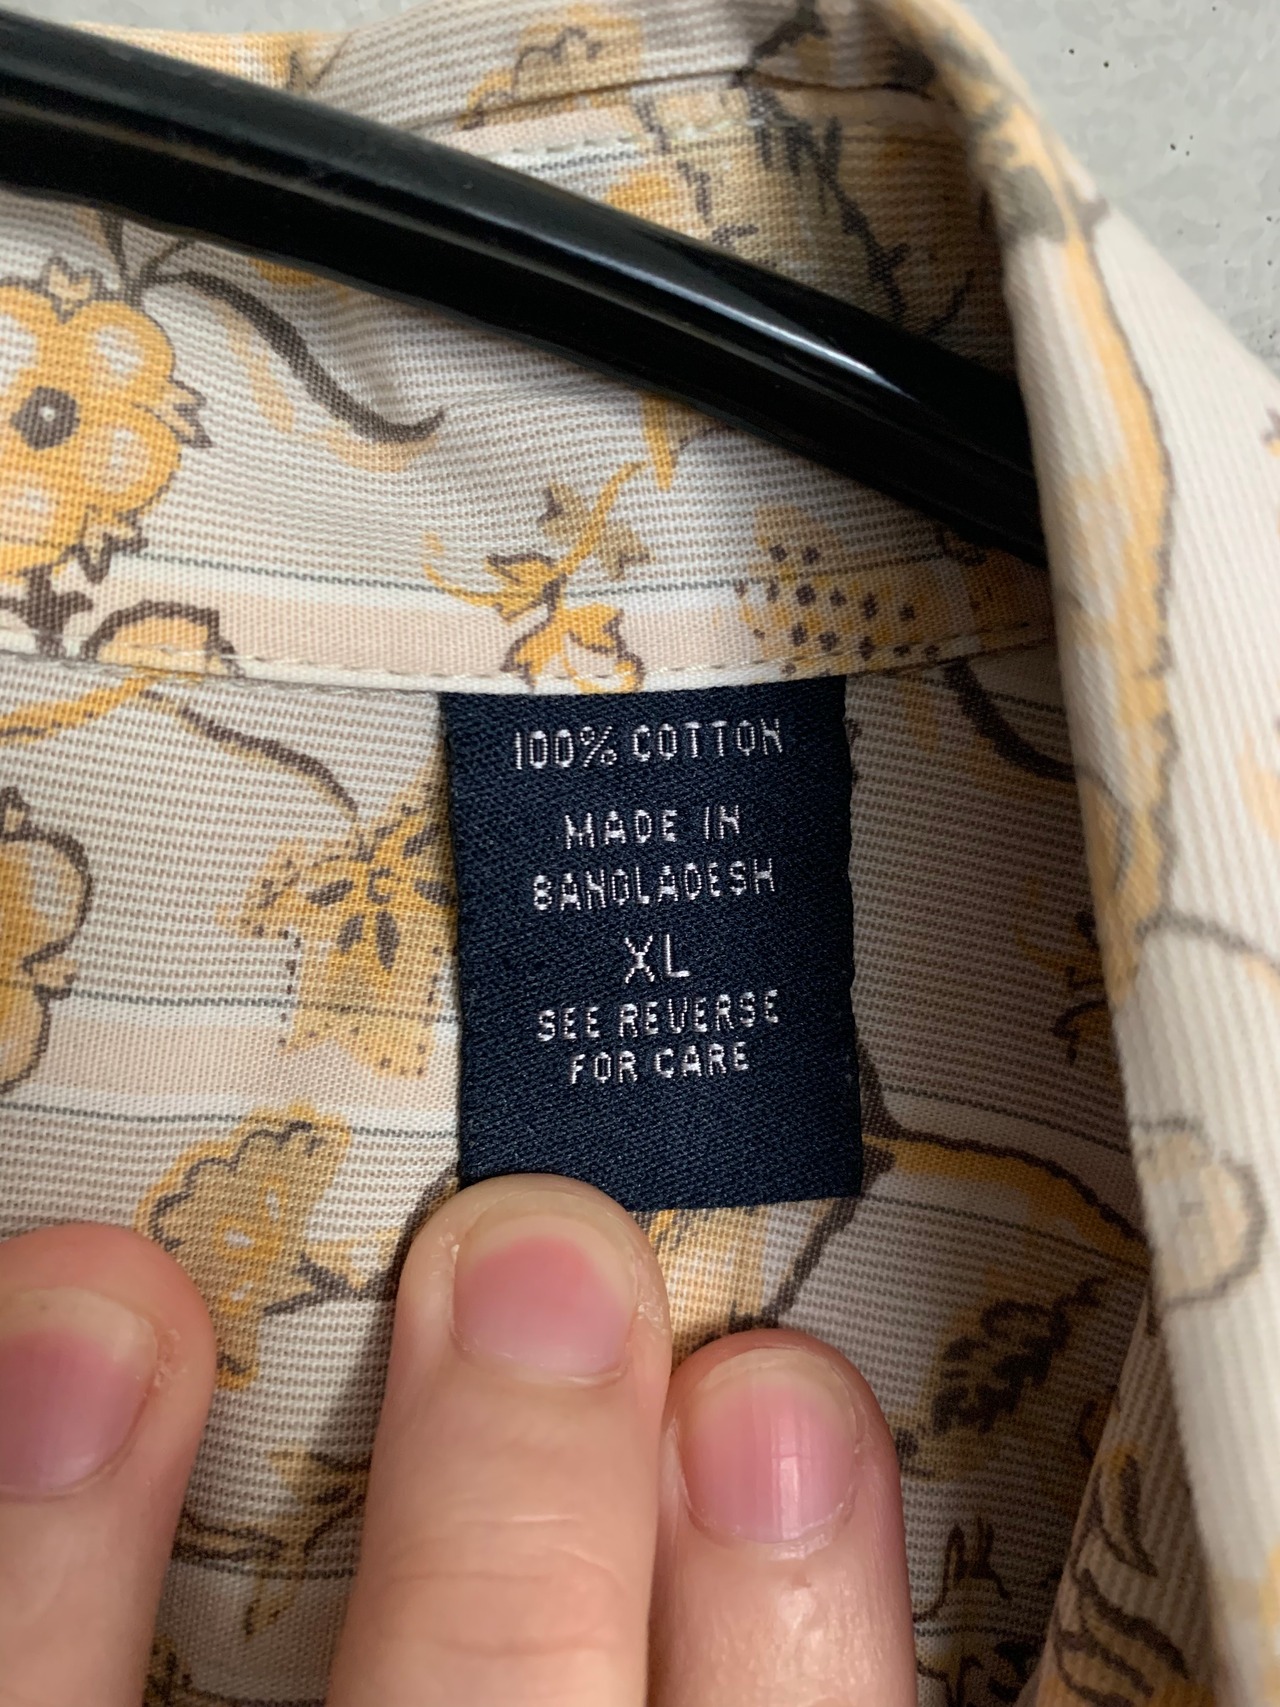 100% COTTON
MADE IN
BANGLADESH
XL
SEE REVERSE
FOR CARE